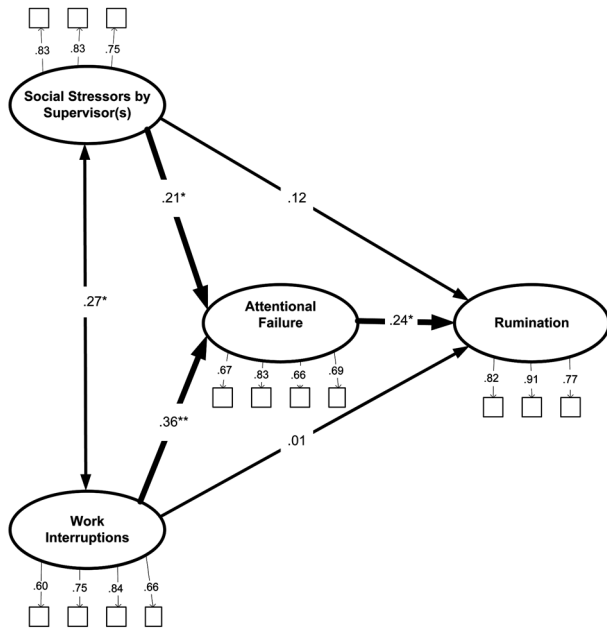 .83 .83 .75
Social Stressors by
Supervisor(s)
.21* .12
.27*
Attentional
Failure
.24*
Rumination
.67 .83 .66 .69
.82 .91 .77
.36**
.01
Work
Interruptions
.60 .75 .84 .66